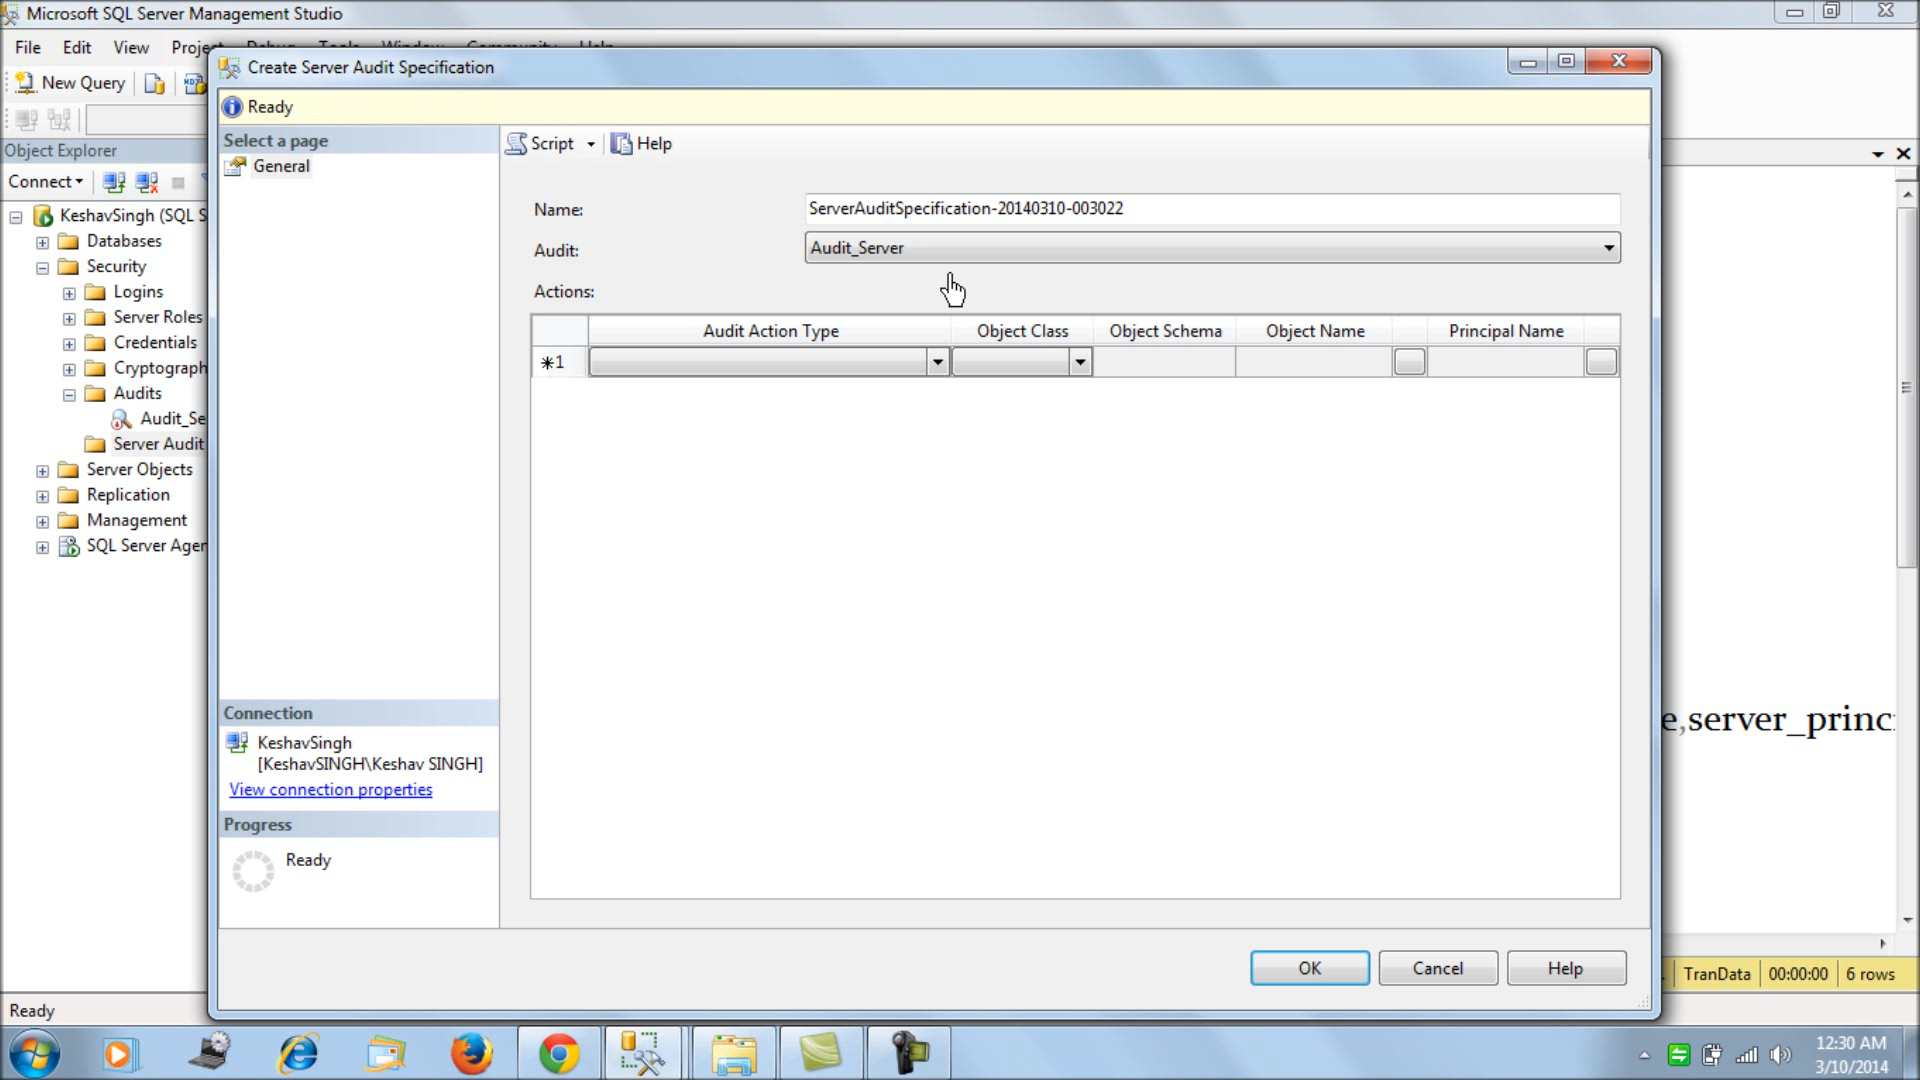 Microsoft SQL Server Management Studio
File Edit View
New Query
Object Explorer
Connect
KeshavSingh (SQL S
Databases
Security
Logins
Server Roles
Credentials
Cryptograph
Audits
Audit_Se
Server Audit
Server Objects
Replication
Management
SQL Server Agen
Create Server Audit Specification
Ready
Select a page
General
Script Help
Name: ServerAuditSpecification-20140310-003022
Audit: Audit_Server
Actions:
Audit Action Type Object Class Object Schema Object Name Principal Name
*1
Connection
KeshavSingh
[KeshavSINGH\Keshav SINGH]
View connection properties
Progress
Ready
OK Cancel Help
e,server_princ
TranData 00:00:00 6 rows
Ready
12:30 AM
3/10/2014